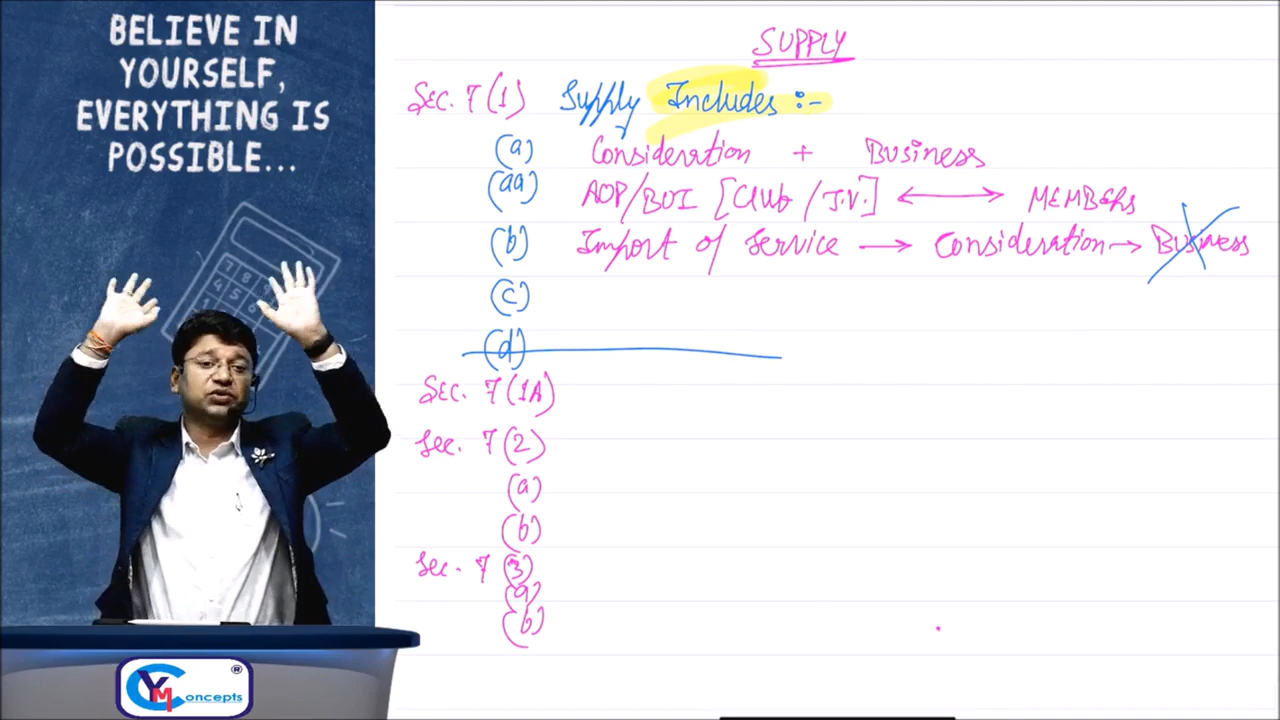 BELIEVE IN
YOURSELF,
EVERYTHING IS
POSSIBLE...
SUPPLY
Sec. 7(1) Supply Includes :-
(a) Consideration + Business
(aa) AOP/BOI [Club / J.V.] ⟷ MEMBERS
(b) Import of Service → Consideration → Business
(c)
(d)
Sec. 7(1A)
Sec. 7(2)
(a)
(b)
Sec. 7(3)
(a)
(b)
YM Concepts ®